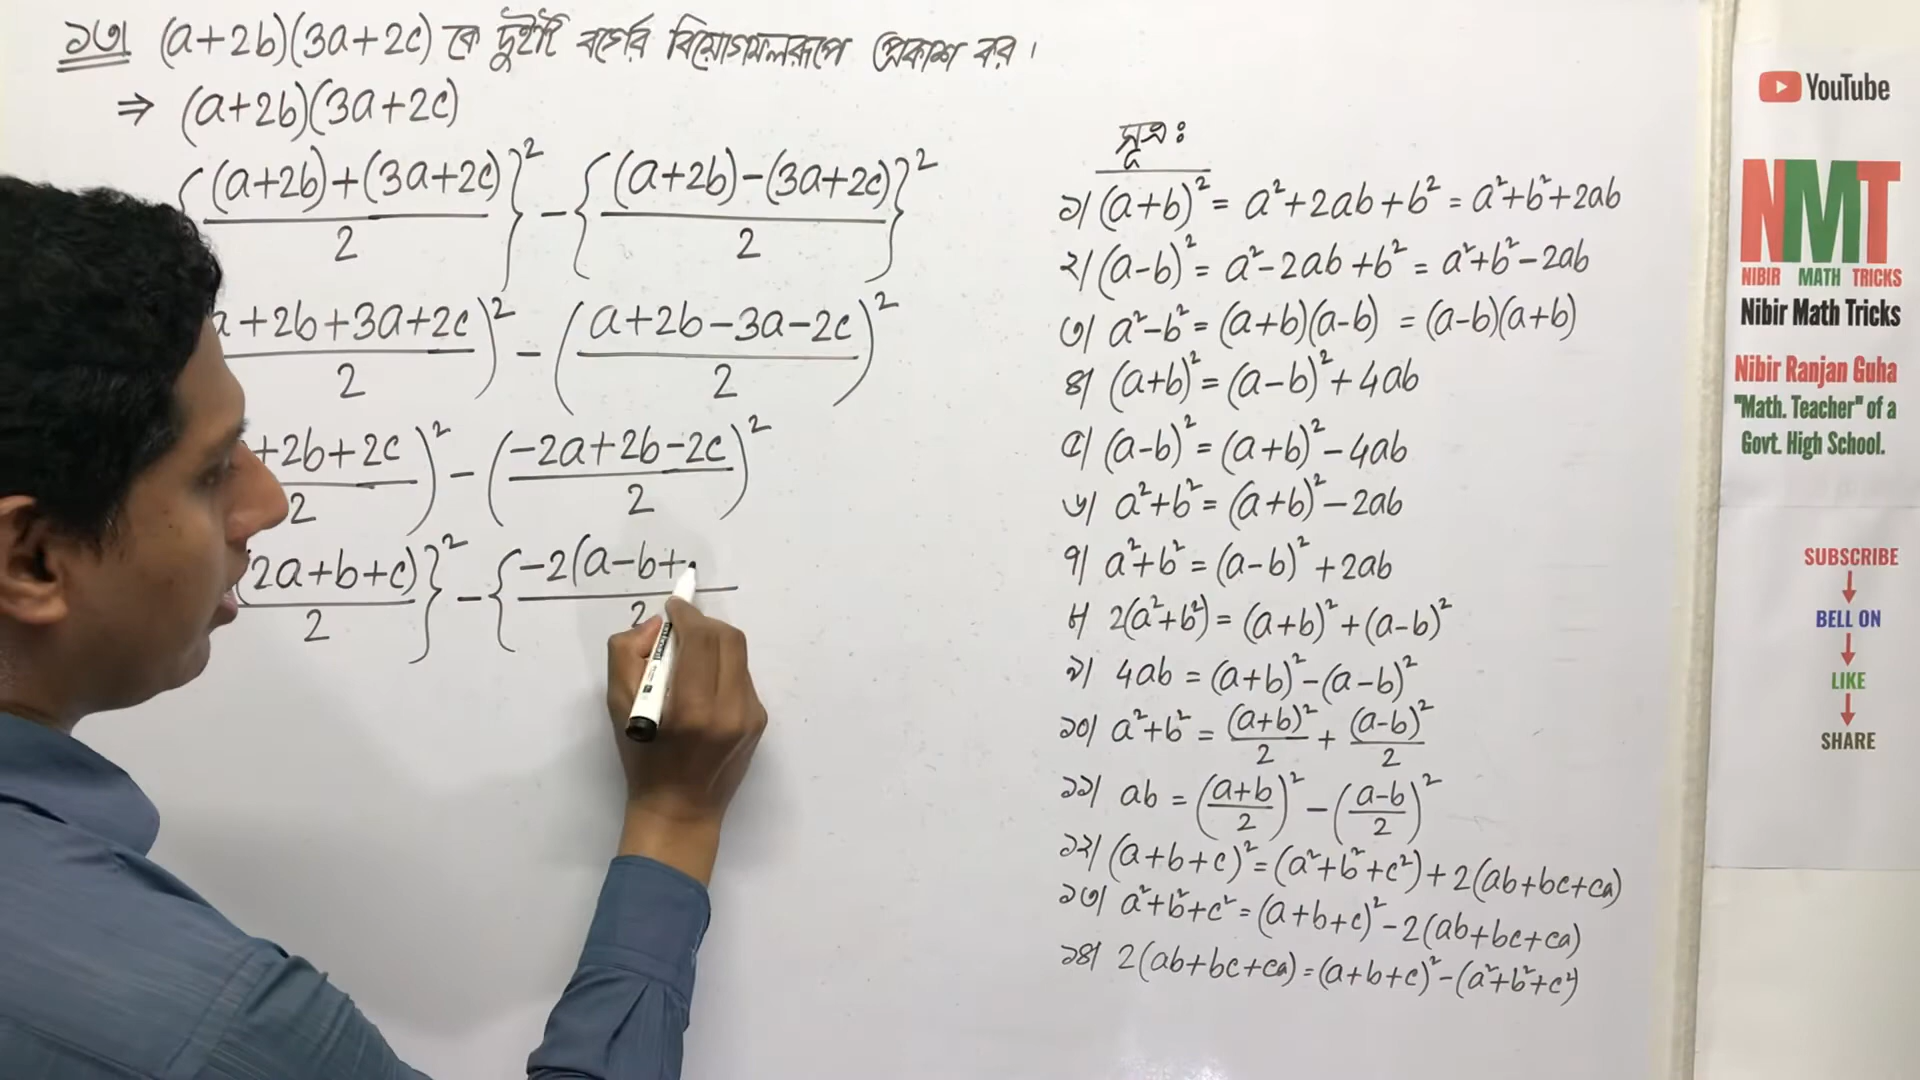 ১৩। (a+2b)(3a+2c) কে দুইটি বর্গের বিয়োগফলরূপে প্রকাশ কর।
⇒ (a+2b)(3a+2c)
{((a+2b)+(3a+2c))/2}² - {((a+2b)-(3a+2c))/2}²
+2b+3a+2c)/2)² - ((a+2b-3a-2c)/2)²
+2b+2c)/2)² - ((-2a+2b-2c)/2)²
(2a+b+c)/2}² - {-2(a-b+
2
সূত্রঃ
১। (a+b)² = a²+2ab+b² = a²+b²+2ab
২। (a-b)² = a²-2ab+b² = a²+b²-2ab
৩। a²-b² = (a+b)(a-b) = (a-b)(a+b)
৪। (a+b)² = (a-b)²+4ab
৫। (a-b)² = (a+b)²-4ab
৬। a²+b² = (a+b)²-2ab
৭। a²+b² = (a-b)²+2ab
৮। 2(a²+b²) = (a+b)²+(a-b)²
৯। 4ab = (a+b)²-(a-b)²
১০। a²+b² = (a+b)²/2 + (a-b)²/2
১১। ab = ((a+b)/2)² - ((a-b)/2)²
১২। (a+b+c)² = (a²+b²+c²)+2(ab+bc+ca)
১৩। a²+b²+c² = (a+b+c)²-2(ab+bc+ca)
১৪। 2(ab+bc+ca) = (a+b+c)²-(a²+b²+c²)
YouTube
NMT
NIBIR MATH TRICKS
Nibir Math Tricks
Nibir Ranjan Guha
"Math. Teacher" of a
Govt. High School.
SUBSCRIBE
↓
BELL ON
↓
LIKE
↓
SHARE